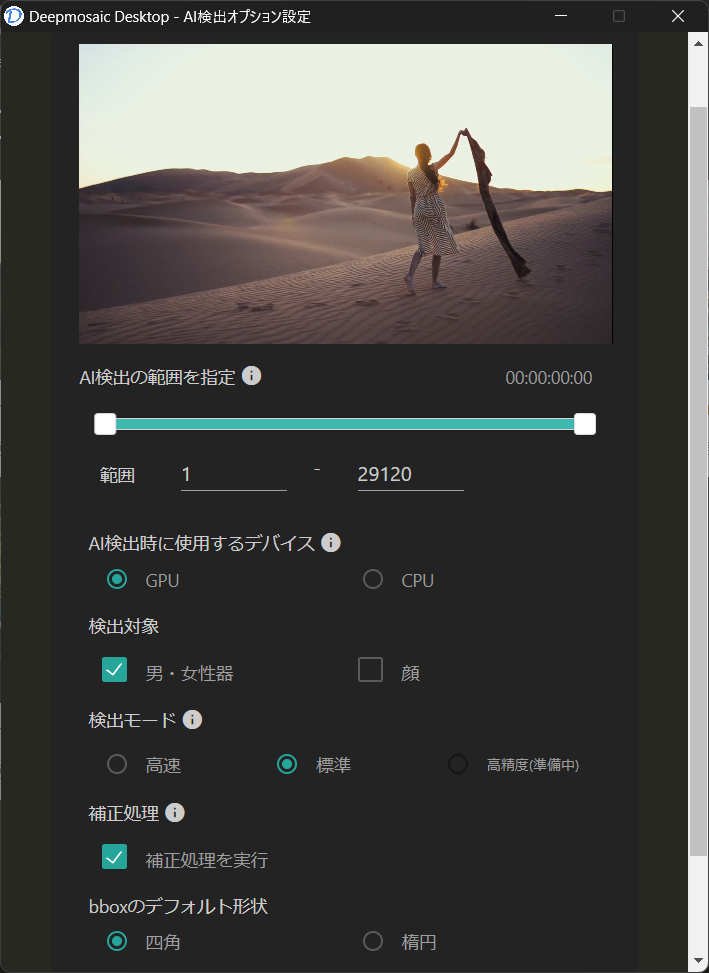 Deepmosaic Desktop - AI検出オプション設定
AI検出の範囲を指定 00:00:00:00
範囲 1 - 29120
AI検出時に使用するデバイス
GPU CPU
検出対象
男・女性器 顔
検出モード
高速 標準 高精度(準備中)
補正処理
補正処理を実行
bboxのデフォルト形状
四角 楕円